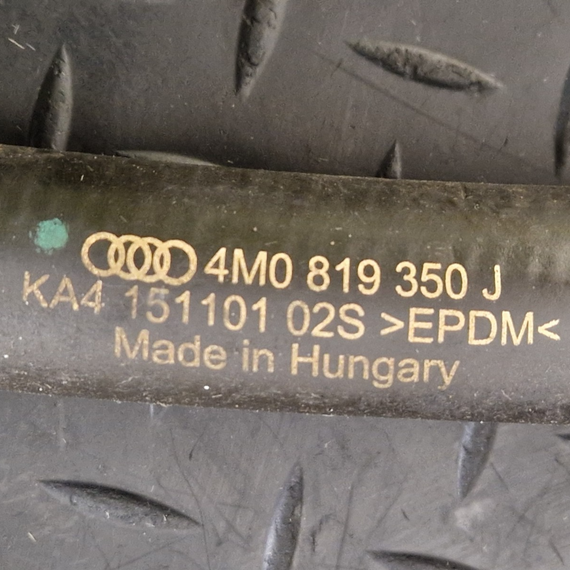 4M0 819 350 J
KA4 151101 02S >EPDM<
Made in Hungary